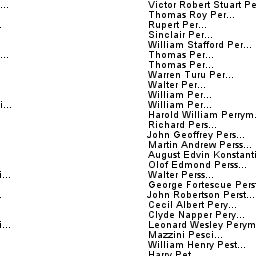 ... Victor Robert Stuart Pe
Thomas Roy Per...
. Rupert Per...
Sinclair Per...
William Stafford Per...
... Thomas Per...
Thomas Per...
Warren Turu Per...
Walter Per...
William Per...
i... William Per...
Harold William Perrym.
Richard Pers...
John Geoffrey Pers...
Martin Andrew Perss...
August Edvin Konstanti
Olof Edmond Perss...
i... Walter Perss...
George Fortescue Pers
. John Robertson Perst...
Cecil Albert Pery...
Clyde Napper Pery...
i... Leonard Wesley Perym
Mazzini Pesci...
William Henry Pest...
Harry Pet